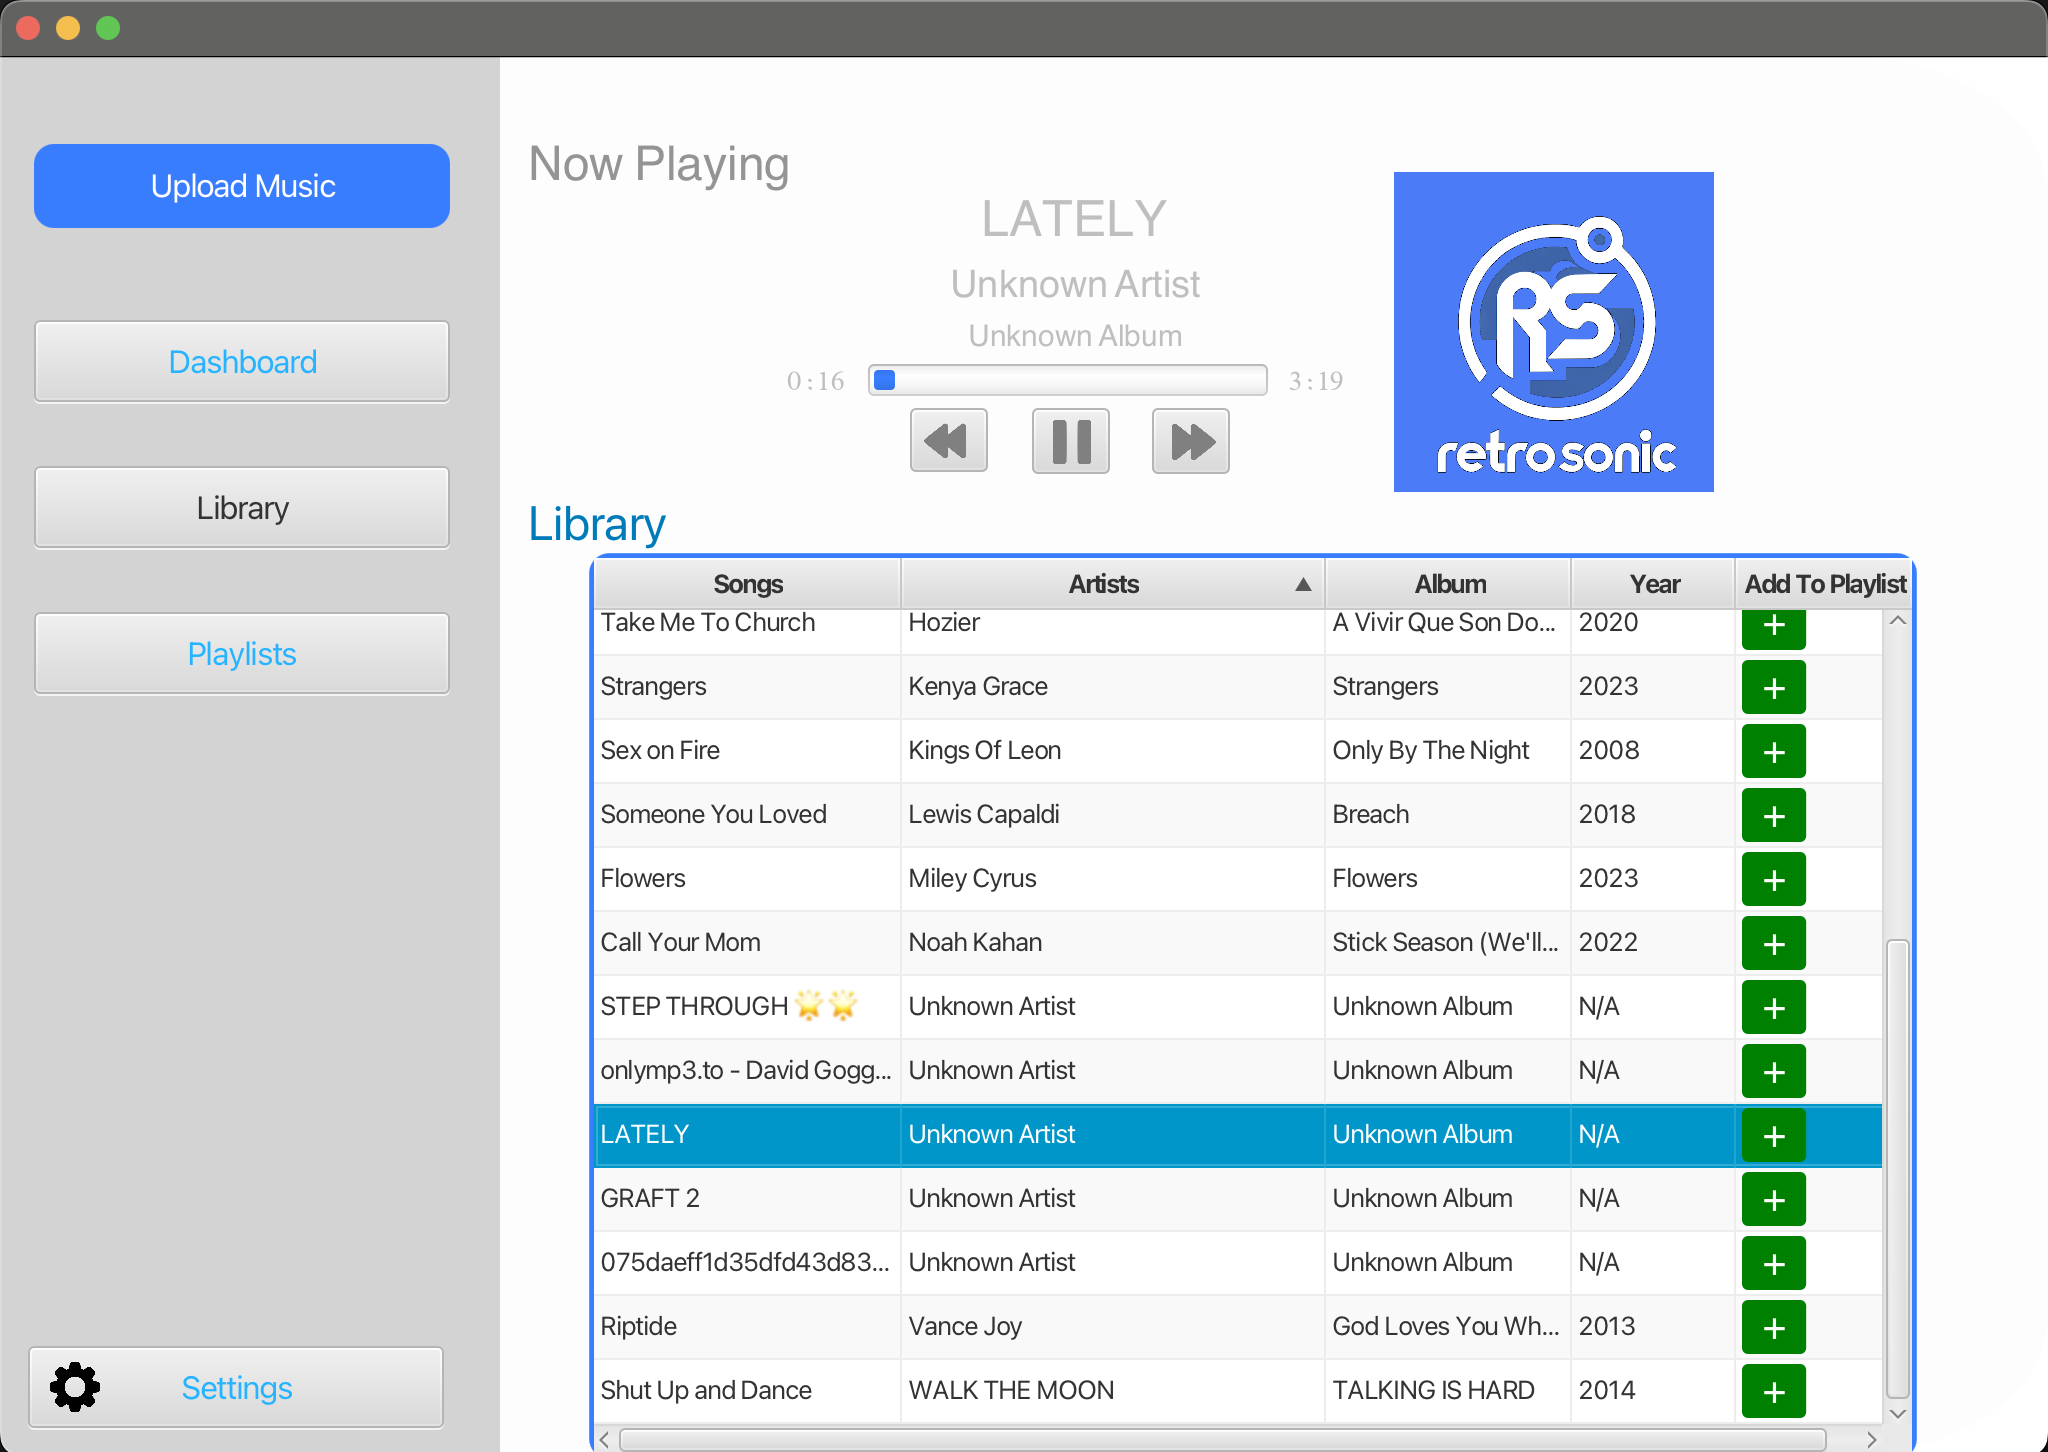 Upload Music
Dashboard
Library
Playlists
Settings
Now Playing
LATELY
Unknown Artist
Unknown Album
0:16 3:19
RS
retrosonic
Library
Songs Artists ▲ Album Year Add To Playlist
Take Me To Church Hozier A Vivir Que Son Do... 2020 +
Strangers Kenya Grace Strangers 2023 +
Sex on Fire Kings Of Leon Only By The Night 2008 +
Someone You Loved Lewis Capaldi Breach 2018 +
Flowers Miley Cyrus Flowers 2023 +
Call Your Mom Noah Kahan Stick Season (We'll... 2022 +
STEP THROUGH 🌟🌟 Unknown Artist Unknown Album N/A +
onlymp3.to - David Gogg... Unknown Artist Unknown Album N/A +
LATELY Unknown Artist Unknown Album N/A +
GRAFT 2 Unknown Artist Unknown Album N/A +
075daeff1d35dfd43d83... Unknown Artist Unknown Album N/A +
Riptide Vance Joy God Loves You Wh... 2013 +
Shut Up and Dance WALK THE MOON TALKING IS HARD 2014 +